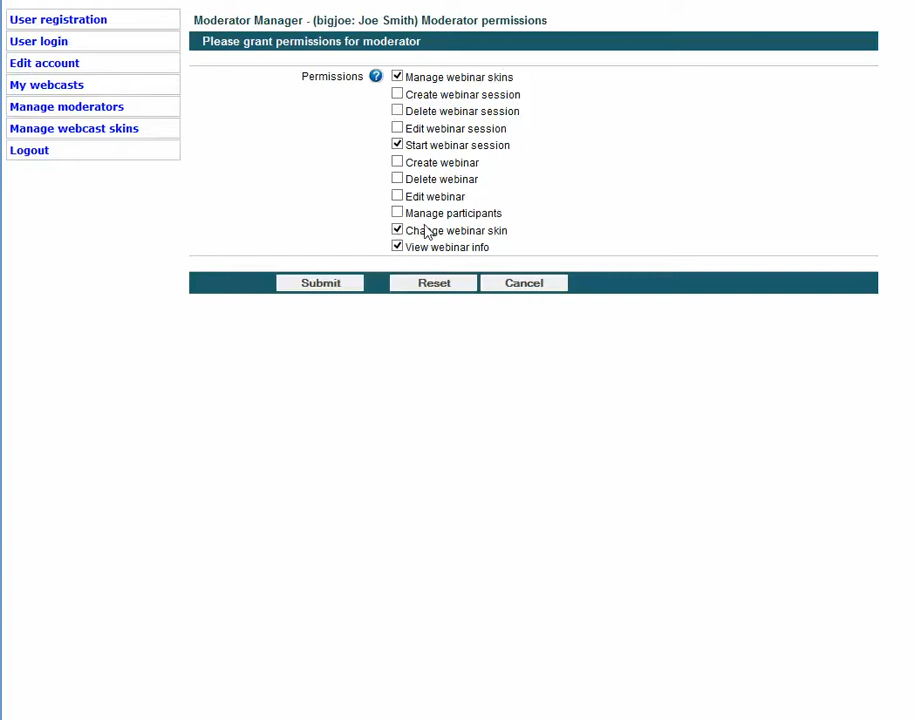 User registration
User login
Edit account
My webcasts
Manage moderators
Manage webcast skins
Logout
Moderator Manager - (bigjoe: Joe Smith) Moderator permissions
Please grant permissions for moderator
Permissions ?
Manage webinar skins
Create webinar session
Delete webinar session
Edit webinar session
Start webinar session
Create webinar
Delete webinar
Edit webinar
Manage participants
Change webinar skin
View webinar info
Submit Reset Cancel